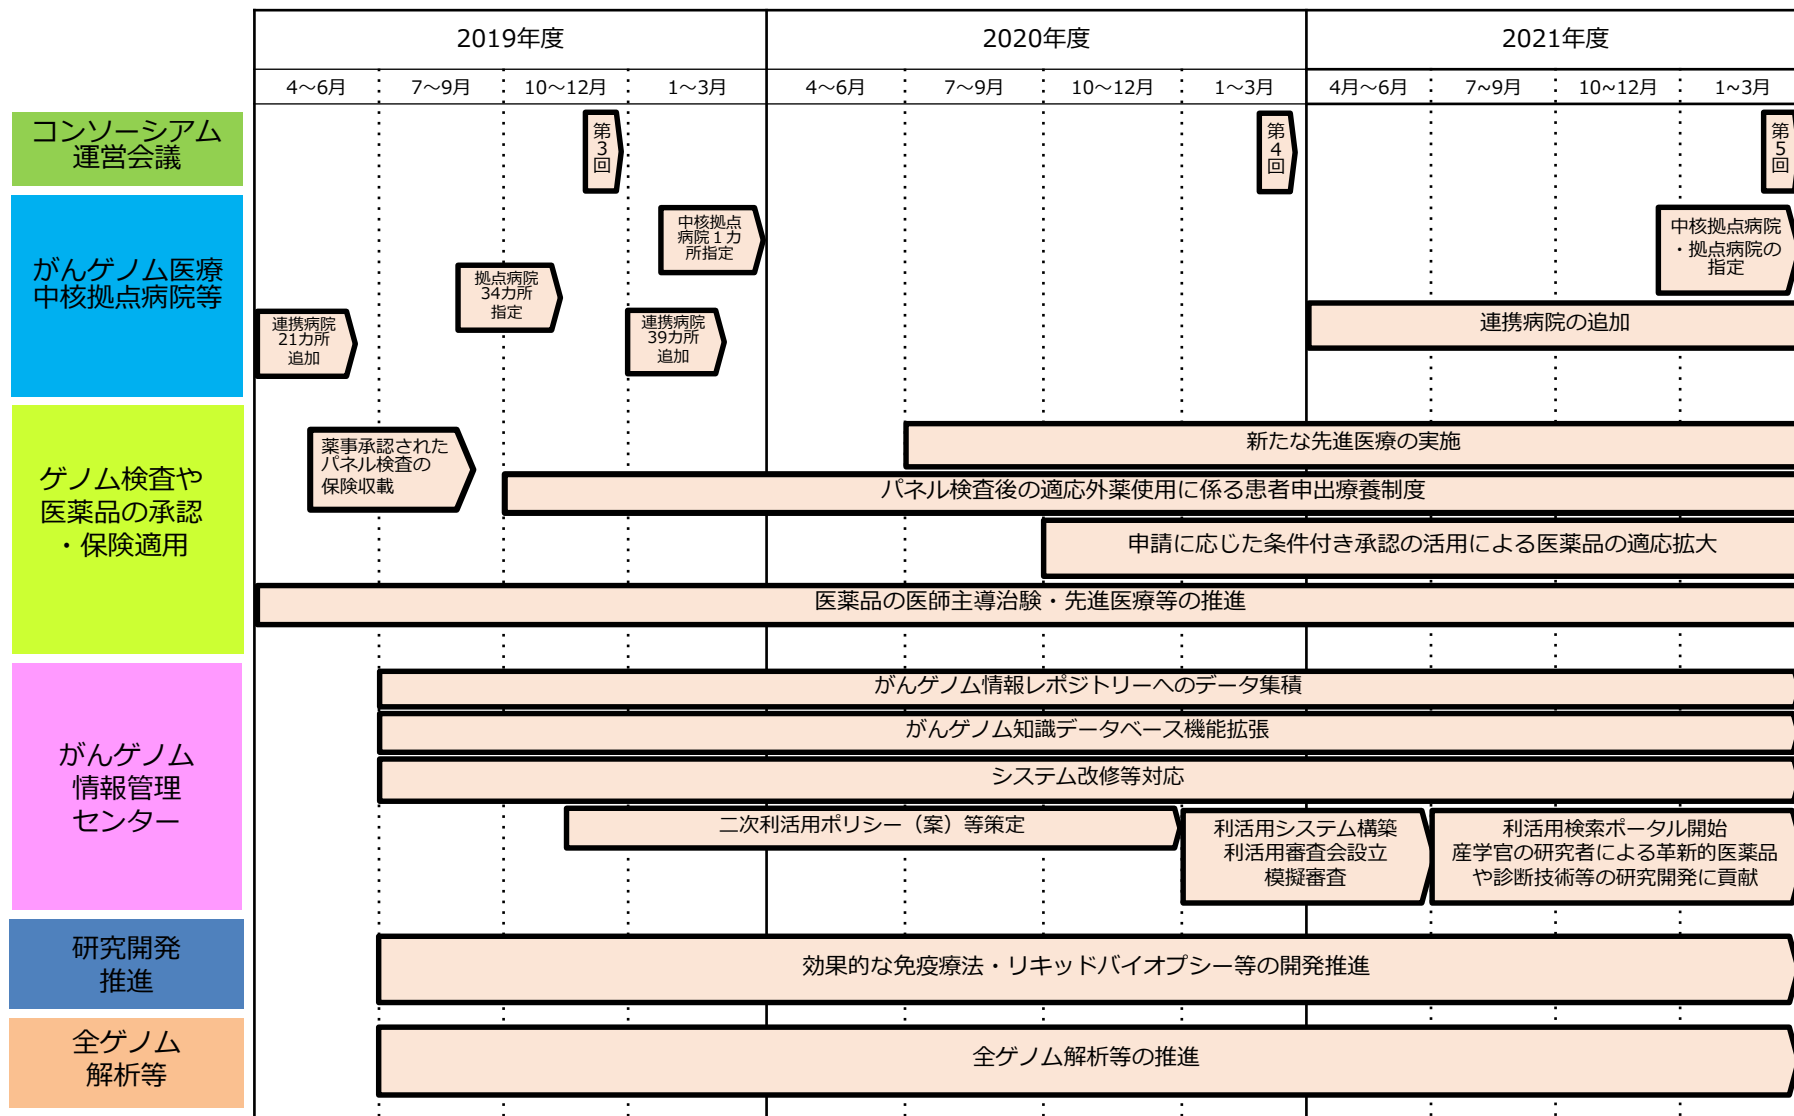 2019年度
2020年度
2021年度
4～6月
7～9月
10～12月
1～3月
4～6月
7～9月
10～12月
1～3月
4月～6月
7~9月
10~12月
1~3月
コンソーシアム
運営会議
第
3
回
第
4
回
第
5
回
がんゲノム医療
中核拠点病院等
連携病院
21カ所
追加
拠点病院
34カ所
指定
中核拠点
病院１カ
所指定
連携病院
39カ所
追加
中核拠点病院
・拠点病院の
指定
連携病院の追加
ゲノム検査や
医薬品の承認
・保険適用
薬事承認された
パネル検査の
保険収載
新たな先進医療の実施
パネル検査後の適応外薬使用に係る患者申出療養制度
申請に応じた条件付き承認の活用による医薬品の適応拡大
医薬品の医師主導治験・先進医療等の推進
がんゲノム
情報管理
センター
がんゲノム情報レポジトリーへのデータ集積
がんゲノム知識データベース機能拡張
システム改修等対応
二次利活用ポリシー（案）等策定
利活用システム構築
利活用審査会設立
模擬審査
利活用検索ポータル開始
産学官の研究者による革新的医薬品
や診断技術等の研究開発に貢献
研究開発
推進
効果的な免疫療法・リキッドバイオプシー等の開発推進
全ゲノム
解析等
全ゲノム解析等の推進